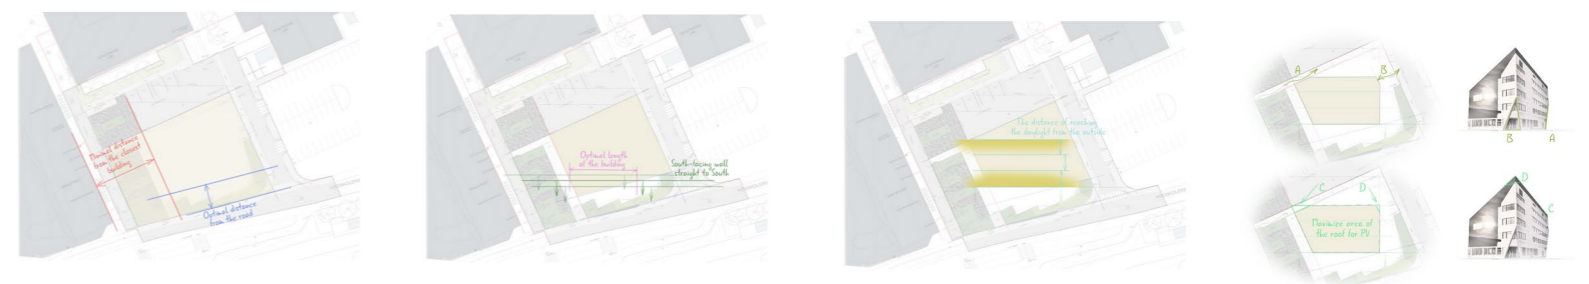 Minimal distance
from the closest
building
Optimal distance
from the road
Optimal length
of the building
South-facing wall
straight to South
The distance of reaching
the daylight from the outside
A
B
B
A
C
D
Maximize area of
the roof for PV
D
C